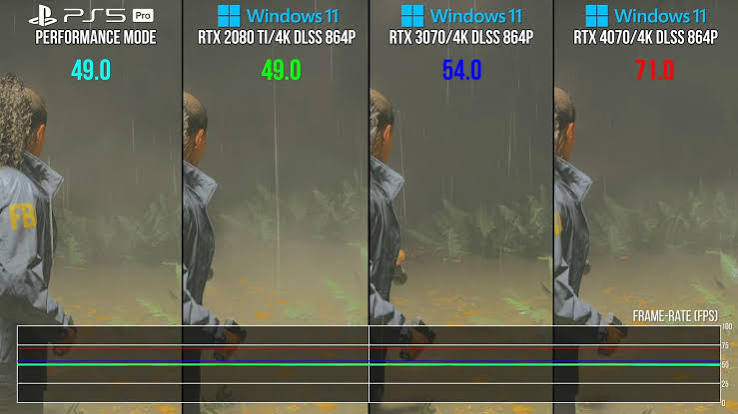 PS5 Pro
PERFORMANCE MODE
49.0
Windows 11
RTX 2080 TI/4K DLSS 864P
49.0
Windows 11
RTX 3070/4K DLSS 864P
54.0
Windows 11
RTX 4070/4K DLSS 864P
71.0
FB
FRAME-RATE (FPS)
100
75
50
25
0